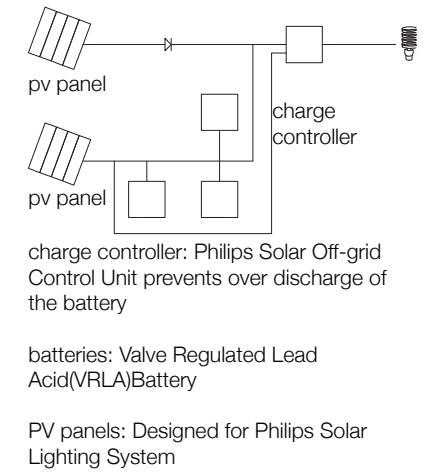 pv panel
charge
controller
pv panel
charge controller: Philips Solar Off-grid
Control Unit prevents over discharge of
the battery
batteries: Valve Regulated Lead
Acid(VRLA)Battery
PV panels: Designed for Philips Solar
Lighting System